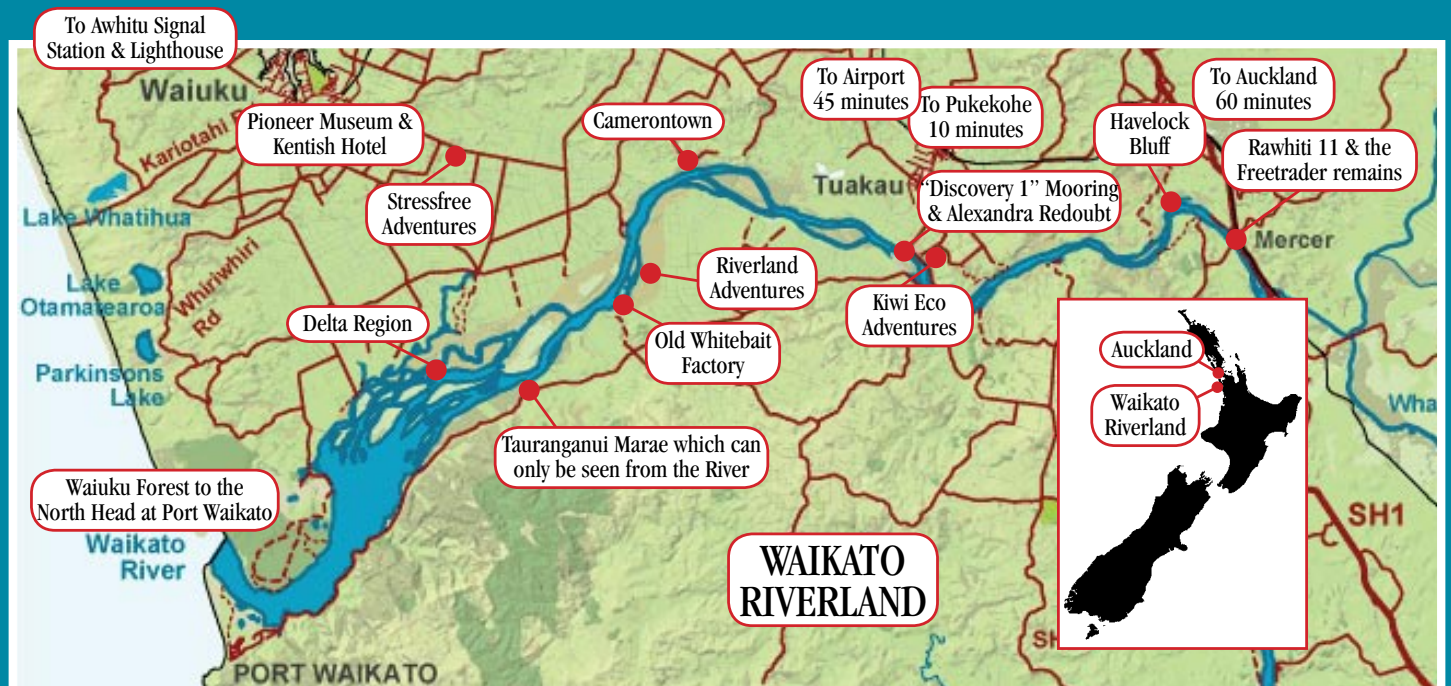 To Awhitu Signal
Station & Lighthouse
Waiuku
Kariotahi
Pioneer Museum &
Kentish Hotel
Stressfree
Adventures
Camerontown
To Airport
45 minutes
To Pukekohe
10 minutes
To Auckland
60 minutes
Havelock
Bluff
Rawhiti 11 & the
Freetrader remains
Tuakau
"Discovery 1" Mooring
& Alexandra Redoubt
Mercer
Lake Whatihua
Lake
Otamatearoa
Whiriwhiri
Rd
Parkinsons
Lake
Delta Region
Riverland
Adventures
Old Whitebait
Factory
Kiwi Eco
Adventures
Tauranganui Marae which can
only be seen from the River
Auckland
Waikato
Riverland
Wha
Waiuku Forest to the
North Head at Port Waikato
Waikato
River
WAIKATO
RIVERLAND
SH1
SH
PORT WAIKATO